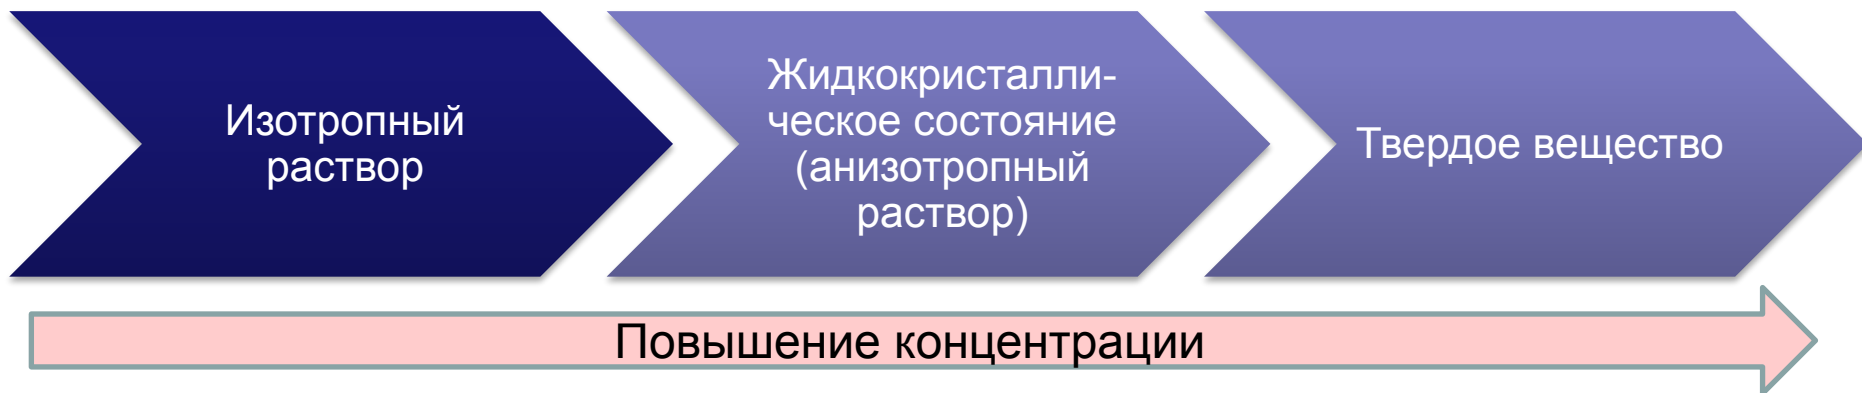 Изотропный
раствор
Жидкокристалли-
ческое состояние
(анизотропный
раствор)
Твердое вещество
Повышение концентрации